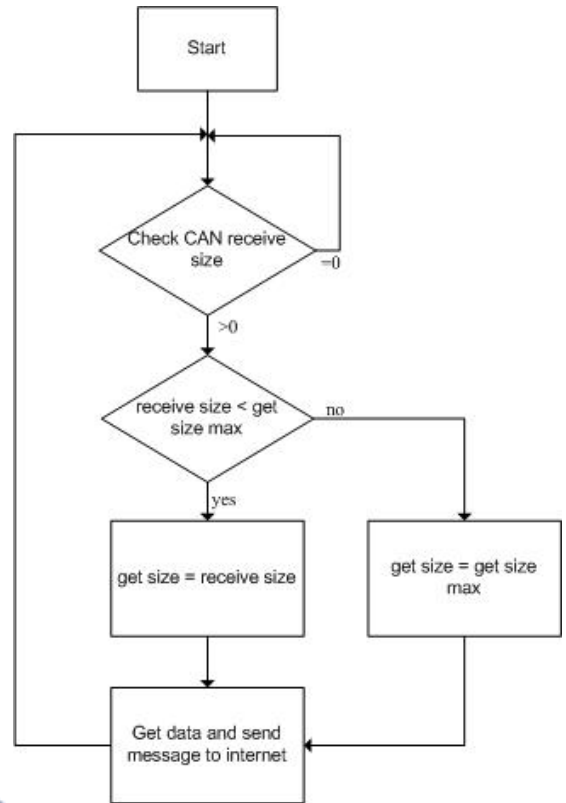 Start
Check CAN receive
size
=0
>0
receive size < get
size max
no
yes
get size = receive size
get size = get size
max
Get data and send
message to internet